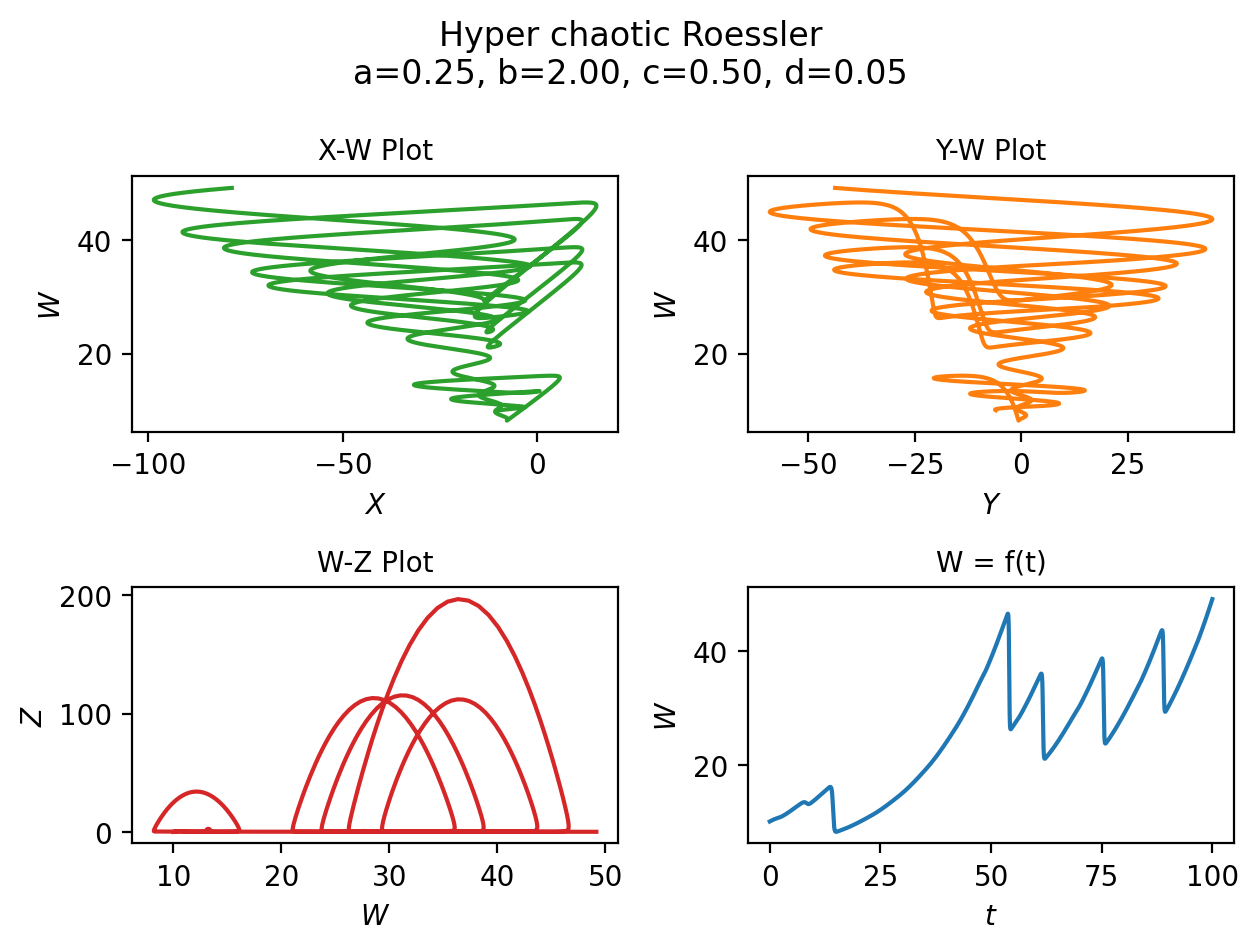 Hyper chaotic Roessler
a=0.25, b=2.00, c=0.50, d=0.05
X-W Plot
W
40
20
−100 −50 0
X
Y-W Plot
W
40
20
−50 −25 0 25
Y
W-Z Plot
Z
200
100
0
10 20 30 40 50
W
W = f(t)
W
40
20
0 25 50 75 100
t